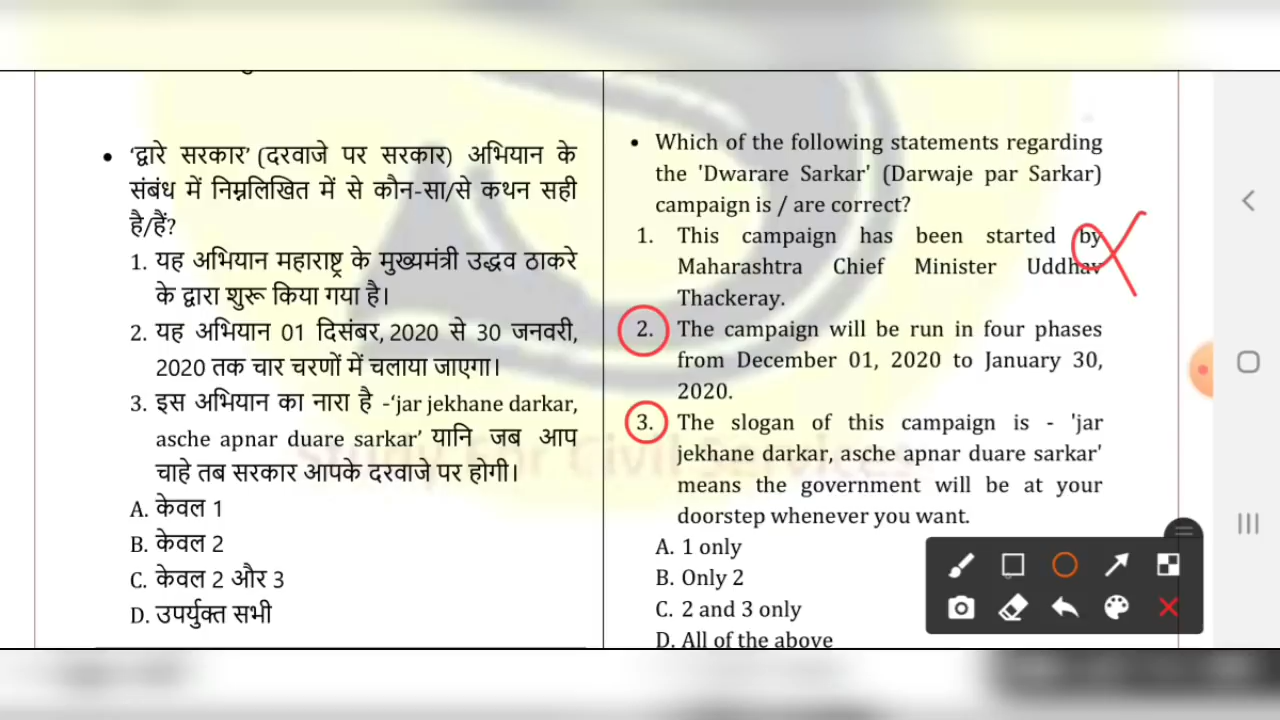 • 'द्वारे सरकार' (दरवाजे पर सरकार) अभियान के
संबंध में निम्नलिखित में से कौन-सा/से कथन सही
है/हैं?
1. यह अभियान महाराष्ट्र के मुख्यमंत्री उद्धव ठाकरे
के द्वारा शुरू किया गया है।
2. यह अभियान 01 दिसंबर, 2020 से 30 जनवरी,
2020 तक चार चरणों में चलाया जाएगा।
3. इस अभियान का नारा है -'jar jekhane darkar,
asche apnar duare sarkar' यानि जब आप
चाहे तब सरकार आपके दरवाजे पर होगी।
A. केवल 1
B. केवल 2
C. केवल 2 और 3
D. उपर्युक्त सभी
• Which of the following statements regarding
the 'Dwarare Sarkar' (Darwaje par Sarkar)
campaign is / are correct?
1. This campaign has been started by
Maharashtra Chief Minister Uddhav
Thackeray.
2. The campaign will be run in four phases
from December 01, 2020 to January 30,
2020.
3. The slogan of this campaign is - 'jar
jekhane darkar, asche apnar duare sarkar'
means the government will be at your
doorstep whenever you want.
A. 1 only
B. Only 2
C. 2 and 3 only
D. All of the above
Study For Civil Services